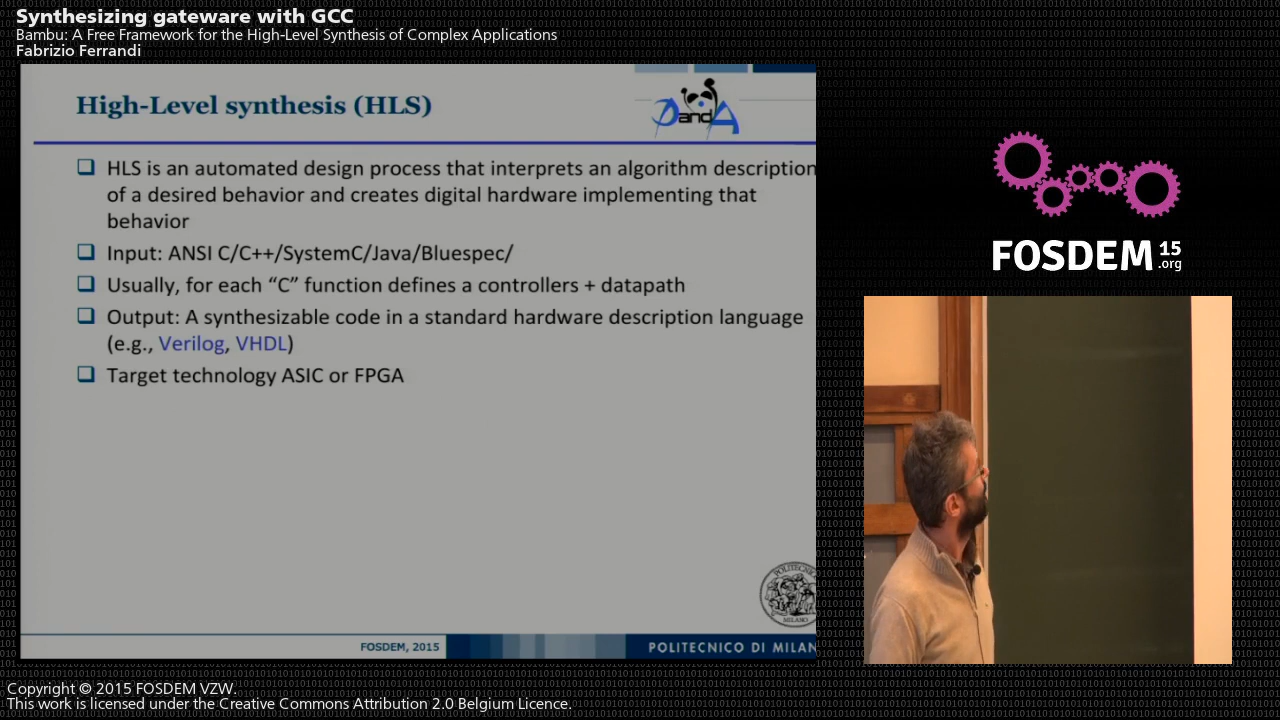 Synthesizing gateware with GCC
Bambu: A Free Framework for the High-Level Synthesis of Complex Applications
Fabrizio Ferrandi
High-Level synthesis (HLS)
PandA
HLS is an automated design process that interprets an algorithm description
of a desired behavior and creates digital hardware implementing that
behavior
Input: ANSI C/C++/SystemC/Java/Bluespec/
Usually, for each “C” function defines a controllers + datapath
Output: A synthesizable code in a standard hardware description language
(e.g., Verilog, VHDL)
Target technology ASIC or FPGA
MILANO
FOSDEM, 2015
POLITECNICO DI MILAN
FOSDEM 15
.org
Copyright © 2015 FOSDEM VZW.
This work is licensed under the Creative Commons Attribution 2.0 Belgium Licence.